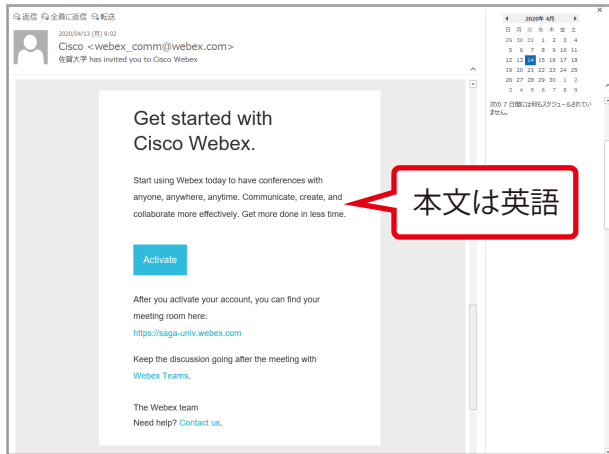 返信 全員に返信 転送
2020/04/13 (月) 9:02
Cisco <webex_comm@webex.com>
佐賀大学 has invited you to Cisco Webex
Get started with
Cisco Webex.
Start using Webex today to have conferences with
anyone, anywhere, anytime. Communicate, create, and
collaborate more effectively. Get more done in less time.
Activate
After you activate your account, you can find your
meeting room here:
https://saga-univ.webex.com
Keep the discussion going after the meeting with
Webex Teams.
The Webex team
Need help? Contact us.
本文は英語
2020年 4月
日 月 火 水 木 金 土
29 30 31 1 2 3 4
5 6 7 8 9 10 11
12 13 14 15 16 17 18
19 20 21 22 23 24 25
26 27 28 29 30 1 2
3 4 5 6 7 8 9
次の 7 日間には何もスケジュールされてい
ません。